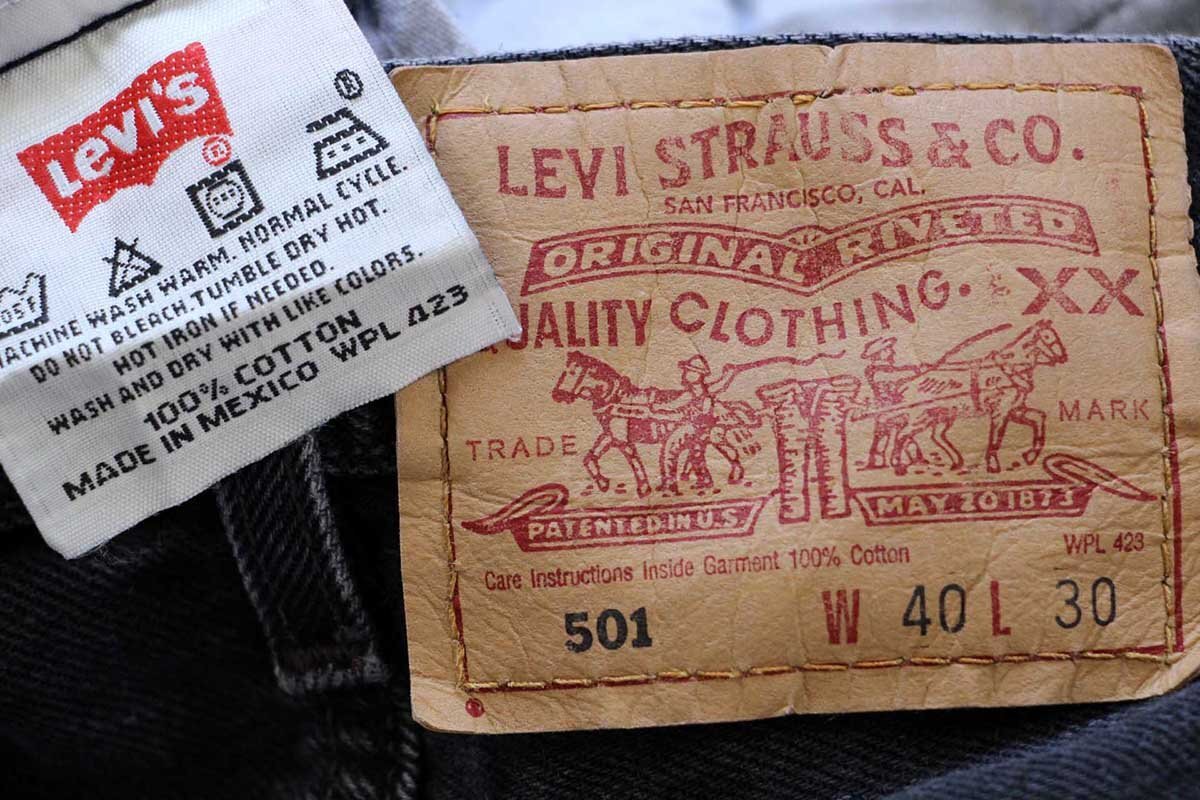 Levi's
®
®
MACHINE WASH WARM. NORMAL CYCLE.
DO NOT BLEACH. TUMBLE DRY HOT.
HOT IRON IF NEEDED.
WASH AND DRY WITH LIKE COLORS.
100% COTTON
MADE IN MEXICO WPL 423
LEVI STRAUSS & CO.
SAN FRANCISCO, CAL.
ORIGINAL RIVETED
QUALITY CLOTHING. XX
TRADE MARK
PATENTED IN U.S. MAY 20 1873
WPL 423
Care Instructions Inside Garment 100% Cotton
501 W 40 L 30
®